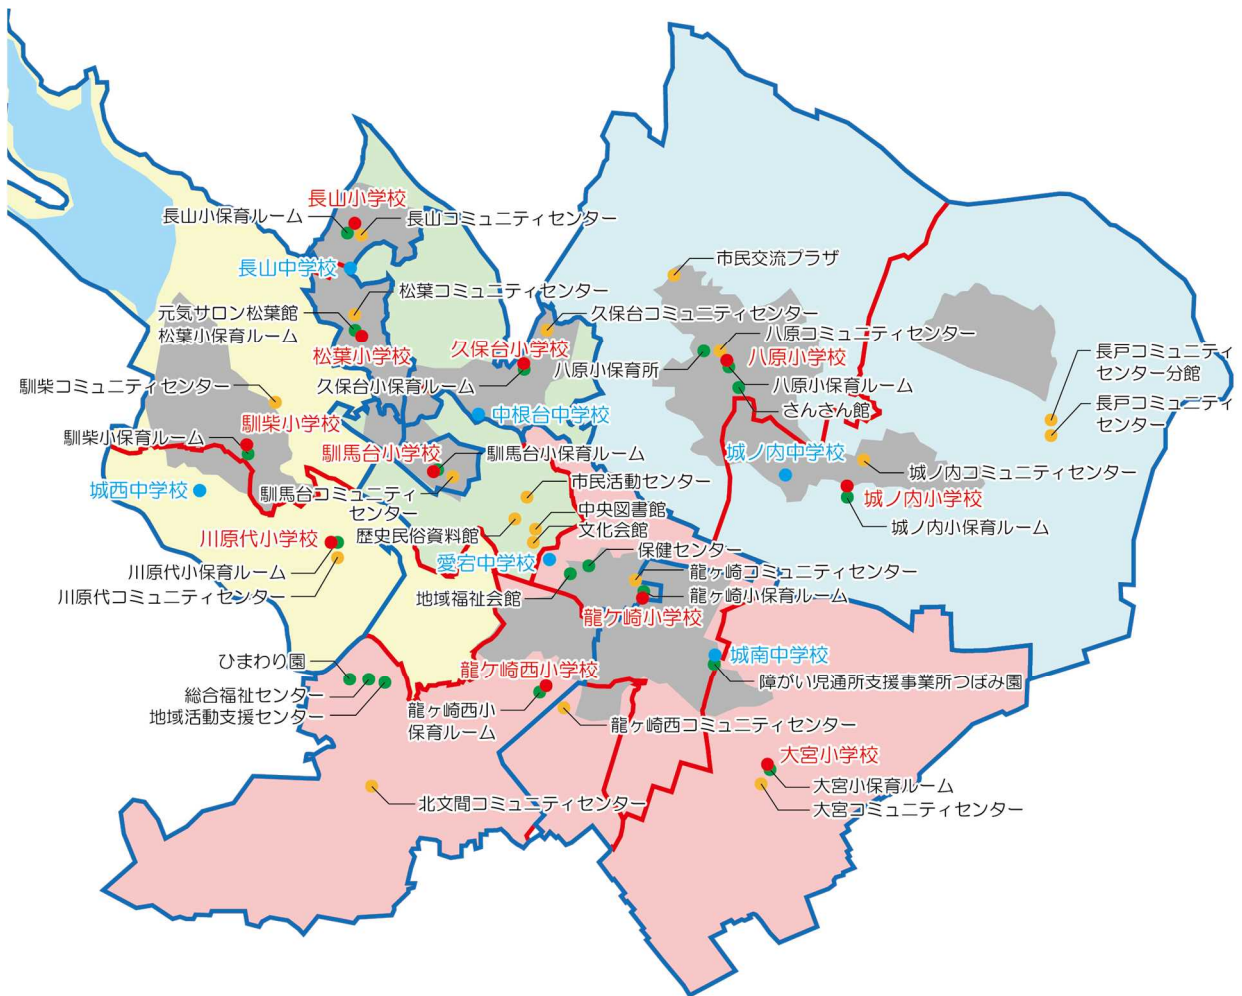 長山小学校
長山小保育ルーム
長山コミュニティセンター
長山中学校
市民交流プラザ
松葉コミュニティセンター
元気サロン松葉館
松葉小保育ルーム
久保台コミュニティセンター
八原コミュニティセンター
松葉小学校
久保台小学校
八原小学校
長戸コミュニティ
センター分館
八原小保育所
久保台小保育ルーム
八原小保育ルーム
馴柴コミュニティセンター
さんさん館
長戸コミュニティ
センター
中根台中学校
馴柴小学校
馴柴小保育ルーム
馴馬台小学校
馴馬台小保育ルーム
城ノ内中学校
城ノ内コミュニティセンター
城西中学校
馴馬台コミュニティ
センター
市民活動センター
城ノ内小学校
中央図書館
文化会館
歴史民俗資料館
城ノ内小保育ルーム
川原代小学校
愛宕中学校
保健センター
川原代小保育ルーム
龍ヶ崎コミュニティセンター
川原代コミュニティセンター
地域福祉会館
龍ヶ崎小保育ルーム
龍ケ崎小学校
ひまわり園
龍ケ崎西小学校
城南中学校
総合福祉センター
障がい児通所支援事業所つぼみ園
地域活動支援センター
龍ヶ崎西小
保育ルーム
龍ヶ崎西コミュニティセンター
大宮小学校
大宮小保育ルーム
北文間コミュニティセンター
大宮コミュニティセンター